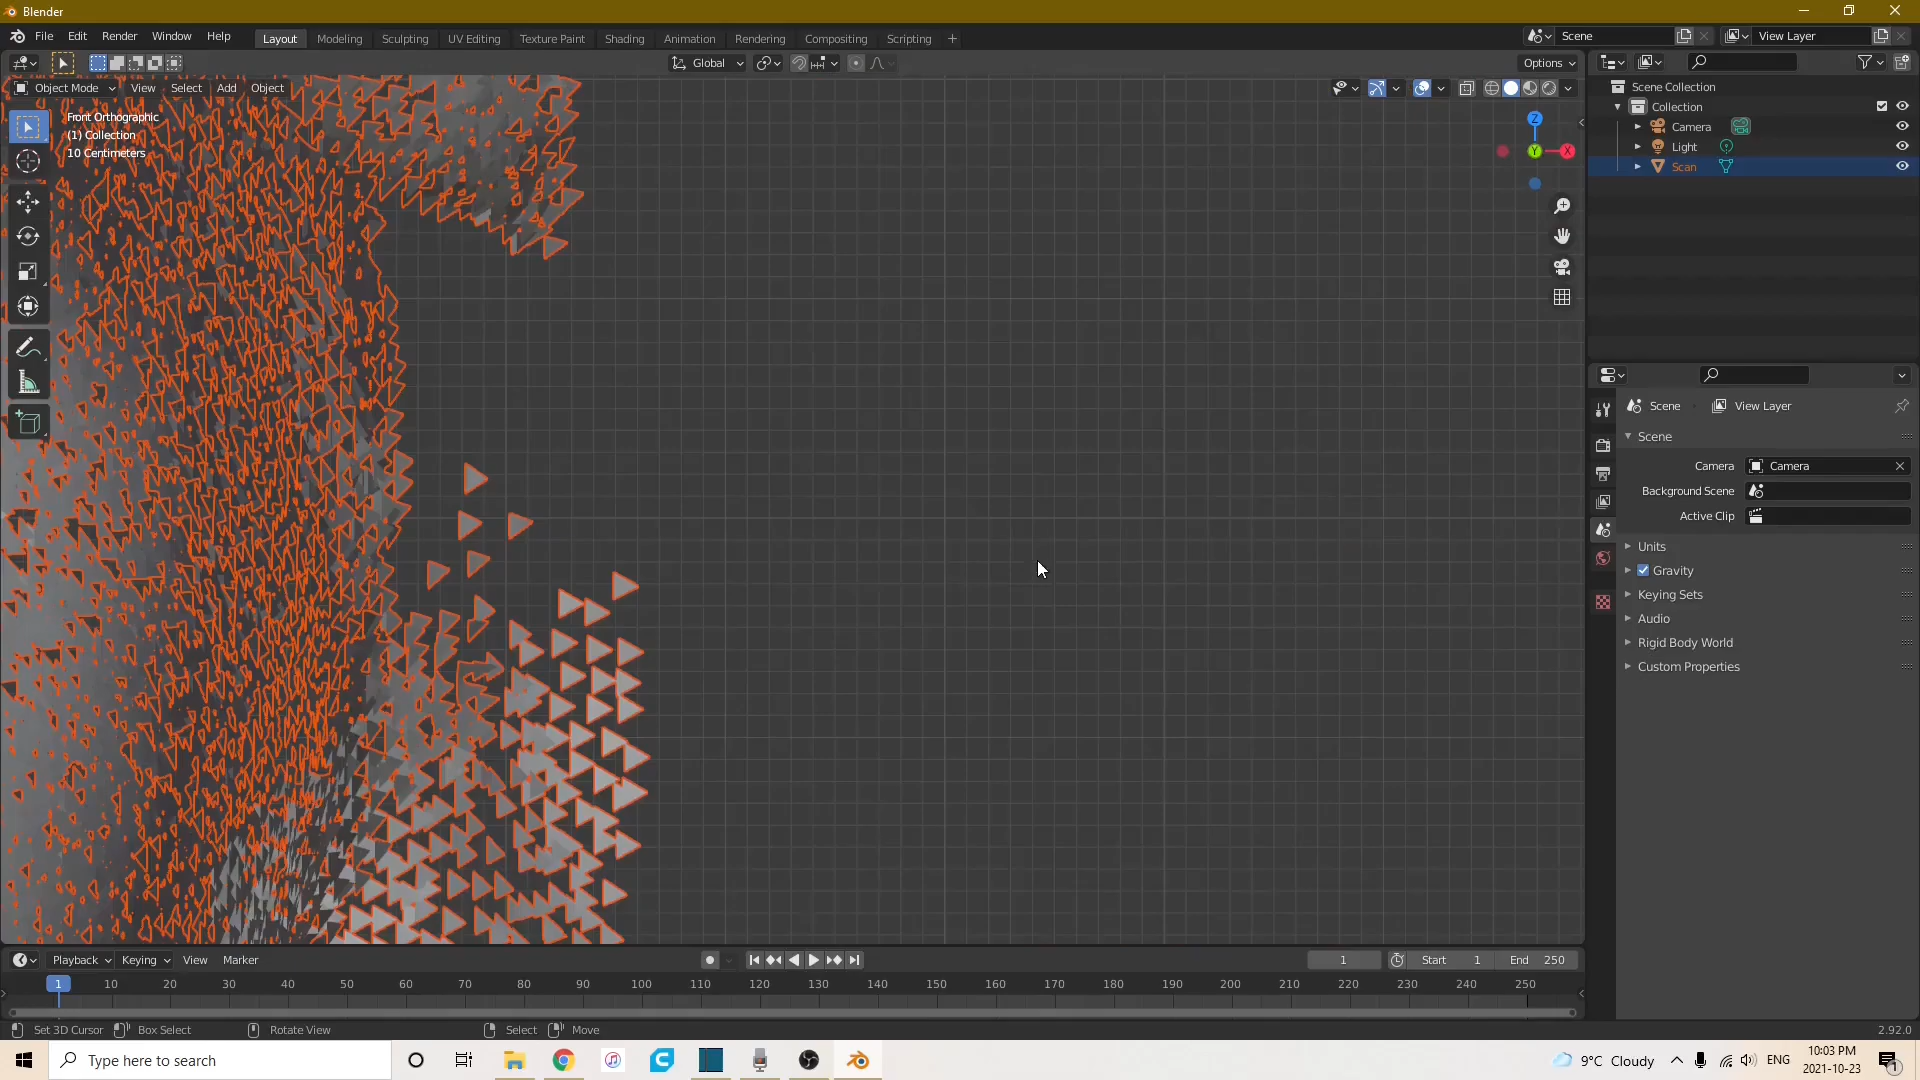 Blender
File Edit Render Window Help Layout Modeling Sculpting UV Editing Texture Paint Shading Animation Rendering Compositing Scripting + Scene View Layer
Global Options
Object Mode View Select Add Object
Front Orthographic
(1) Collection
10 Centimeters
Z
Y X
Scene Collection
Collection
Camera
Light
Scan
Scene View Layer
Scene
Camera Camera
Background Scene
Active Clip
Units
Gravity
Keying Sets
Audio
Rigid Body World
Custom Properties
Playback Keying View Marker 1 Start 1 End 250
1 10 20 30 40 50 60 70 80 90 100 110 120 130 140 150 160 170 180 190 200 210 220 230 240 250
Set 3D Cursor Box Select Rotate View Select Move 2.92.0
Type here to search 9°C Cloudy ENG
10:03 PM
2021-10-23
1